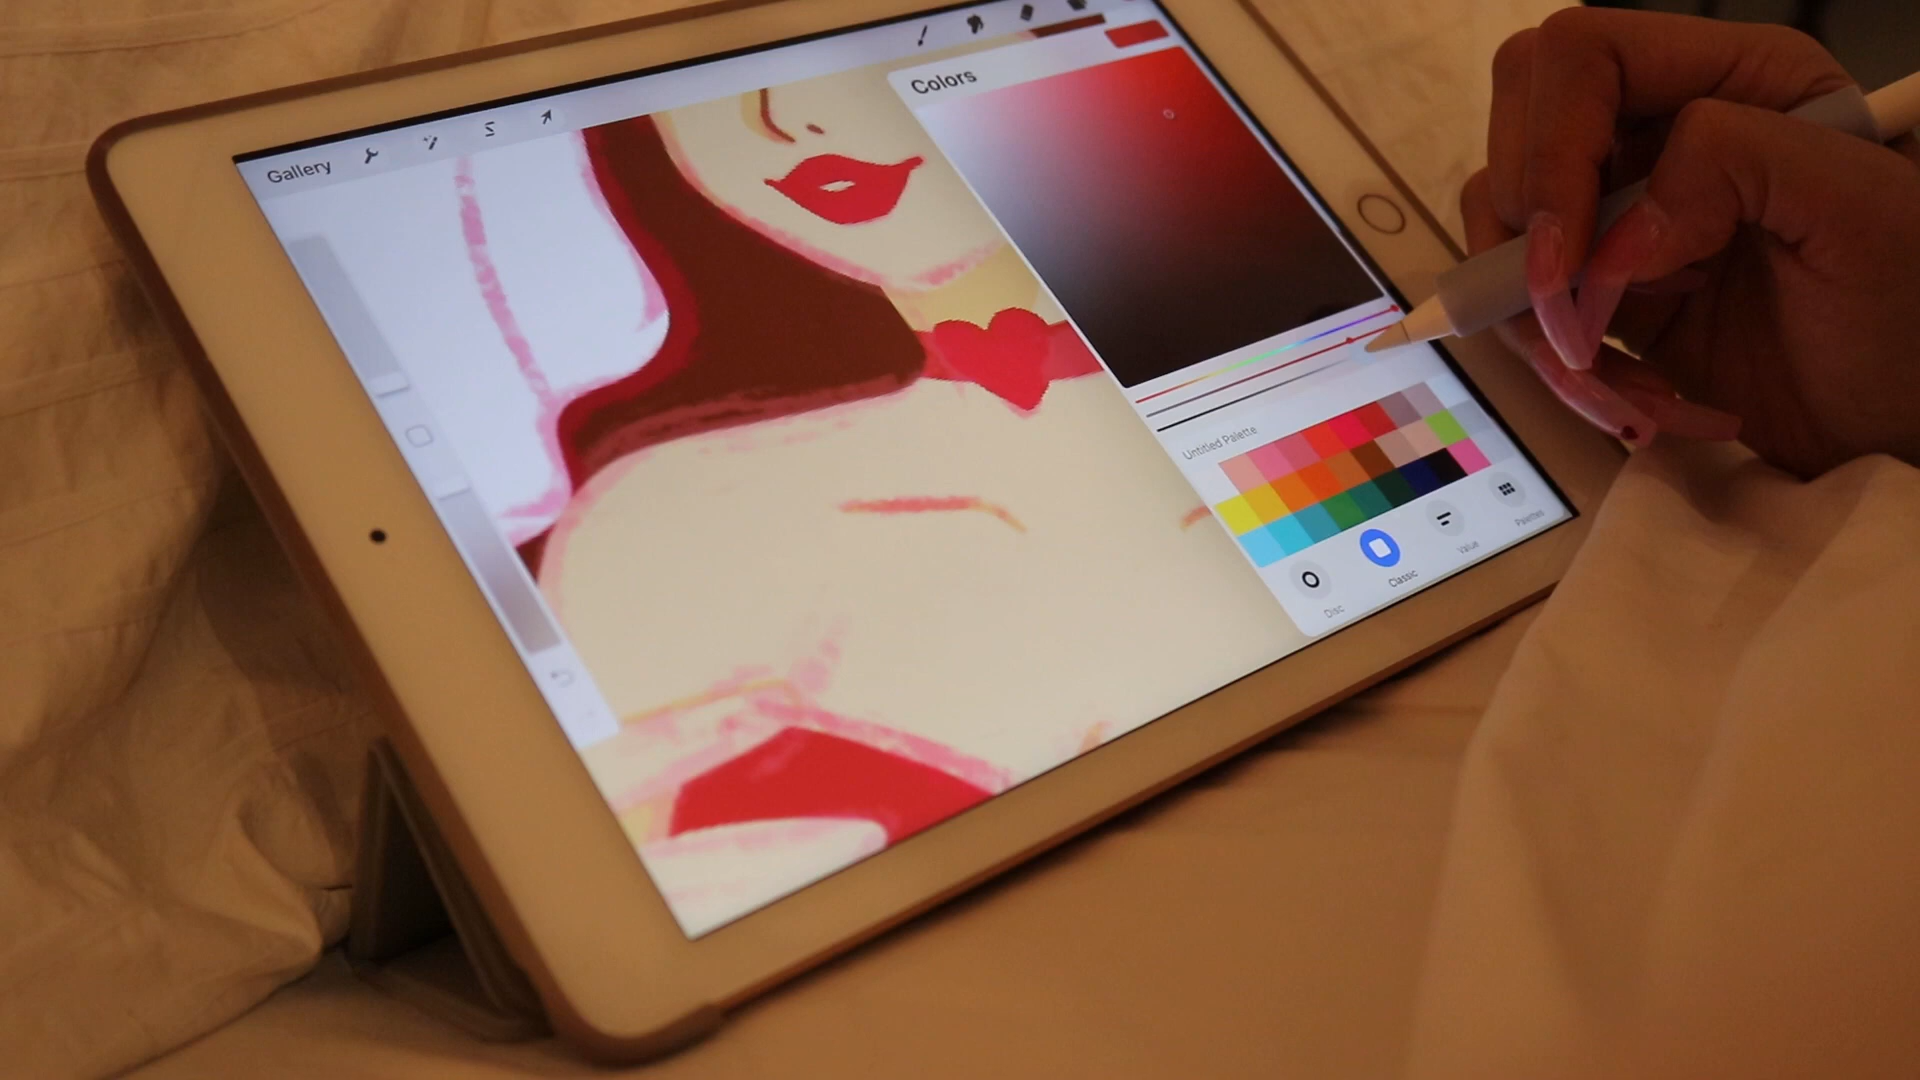 Gallery
Colors
Untitled Palette
Disc
Classic
Value
Palettes